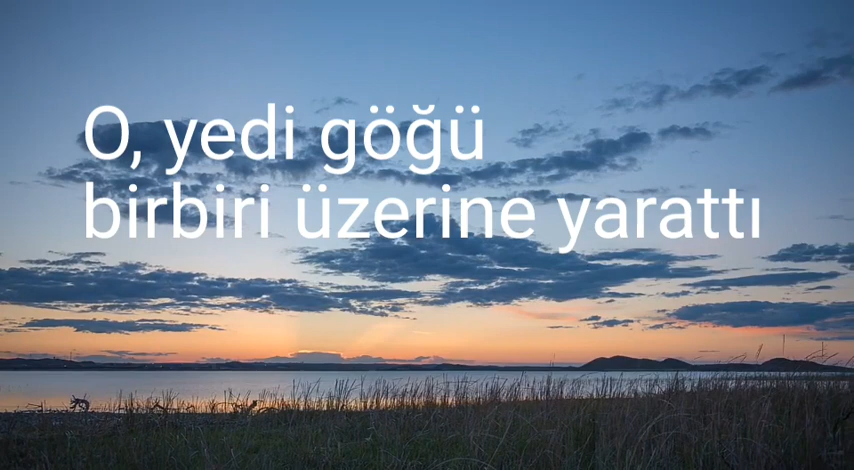 O, yedi göğü
birbiri üzerine yarattı